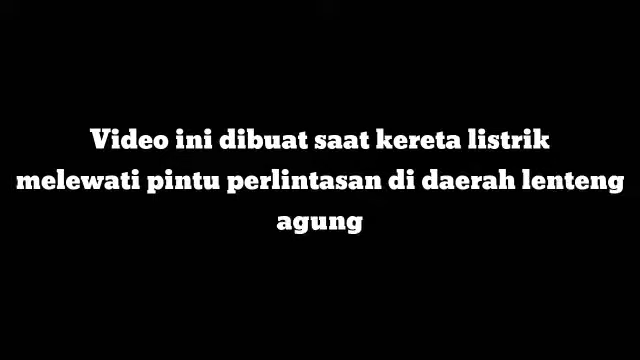 Video ini dibuat saat kereta listrik
melewati pintu perlintasan di daerah lenteng
agung